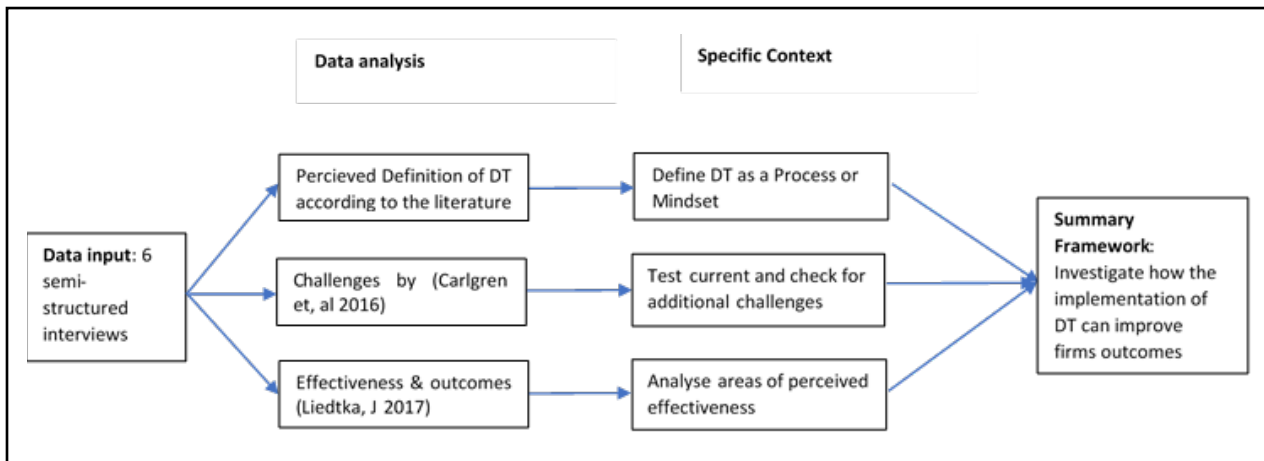 Data analysis
Specific Context
Data input: 6
semi-
structured
interviews
Percieved Definition of DT
according to the literature
Define DT as a Process or
Mindset
Challenges by (Carlgren
et, al 2016)
Test current and check for
additional challenges
Effectiveness & outcomes
(Liedtka, J 2017)
Analyse areas of perceived
effectiveness
Summary
Framework:
Investigate how the
implementation of
DT can improve
firms outcomes